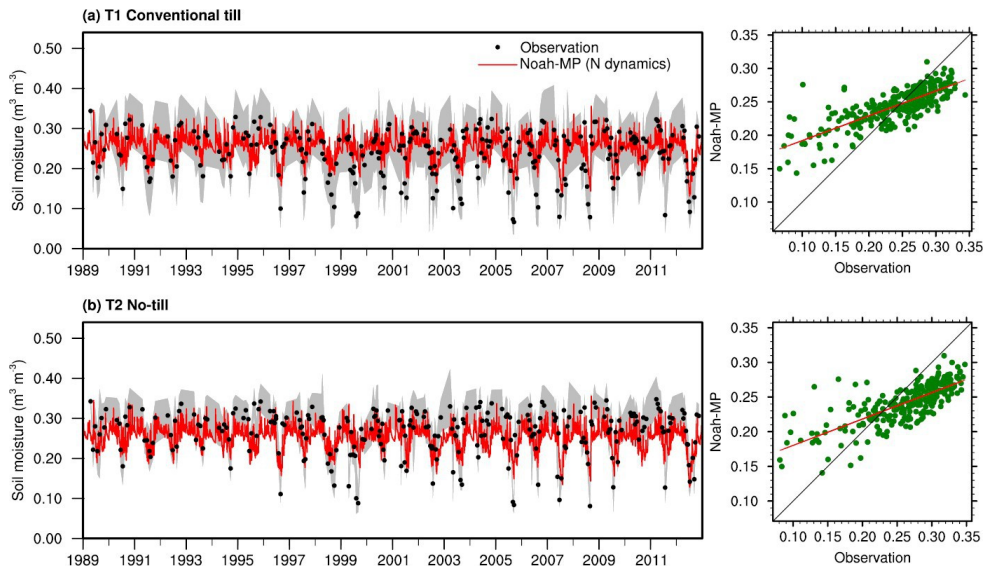 (a) T1 Conventional till
Soil moisture (m³ m⁻³)
0.50
0.40
0.30
0.20
0.10
0.00
Observation
Noah-MP (N dynamics)
1989 1991 1993 1995 1997 1999 2001 2003 2005 2007 2009 2011
Noah-MP
0.35
0.30
0.25
0.20
0.15
0.10
0.10 0.15 0.20 0.25 0.30 0.35
Observation
(b) T2 No-till
Soil moisture (m³ m⁻³)
0.50
0.40
0.30
0.20
0.10
0.00
1989 1991 1993 1995 1997 1999 2001 2003 2005 2007 2009 2011
Noah-MP
0.35
0.30
0.25
0.20
0.15
0.10
0.10 0.15 0.20 0.25 0.30 0.35
Observation